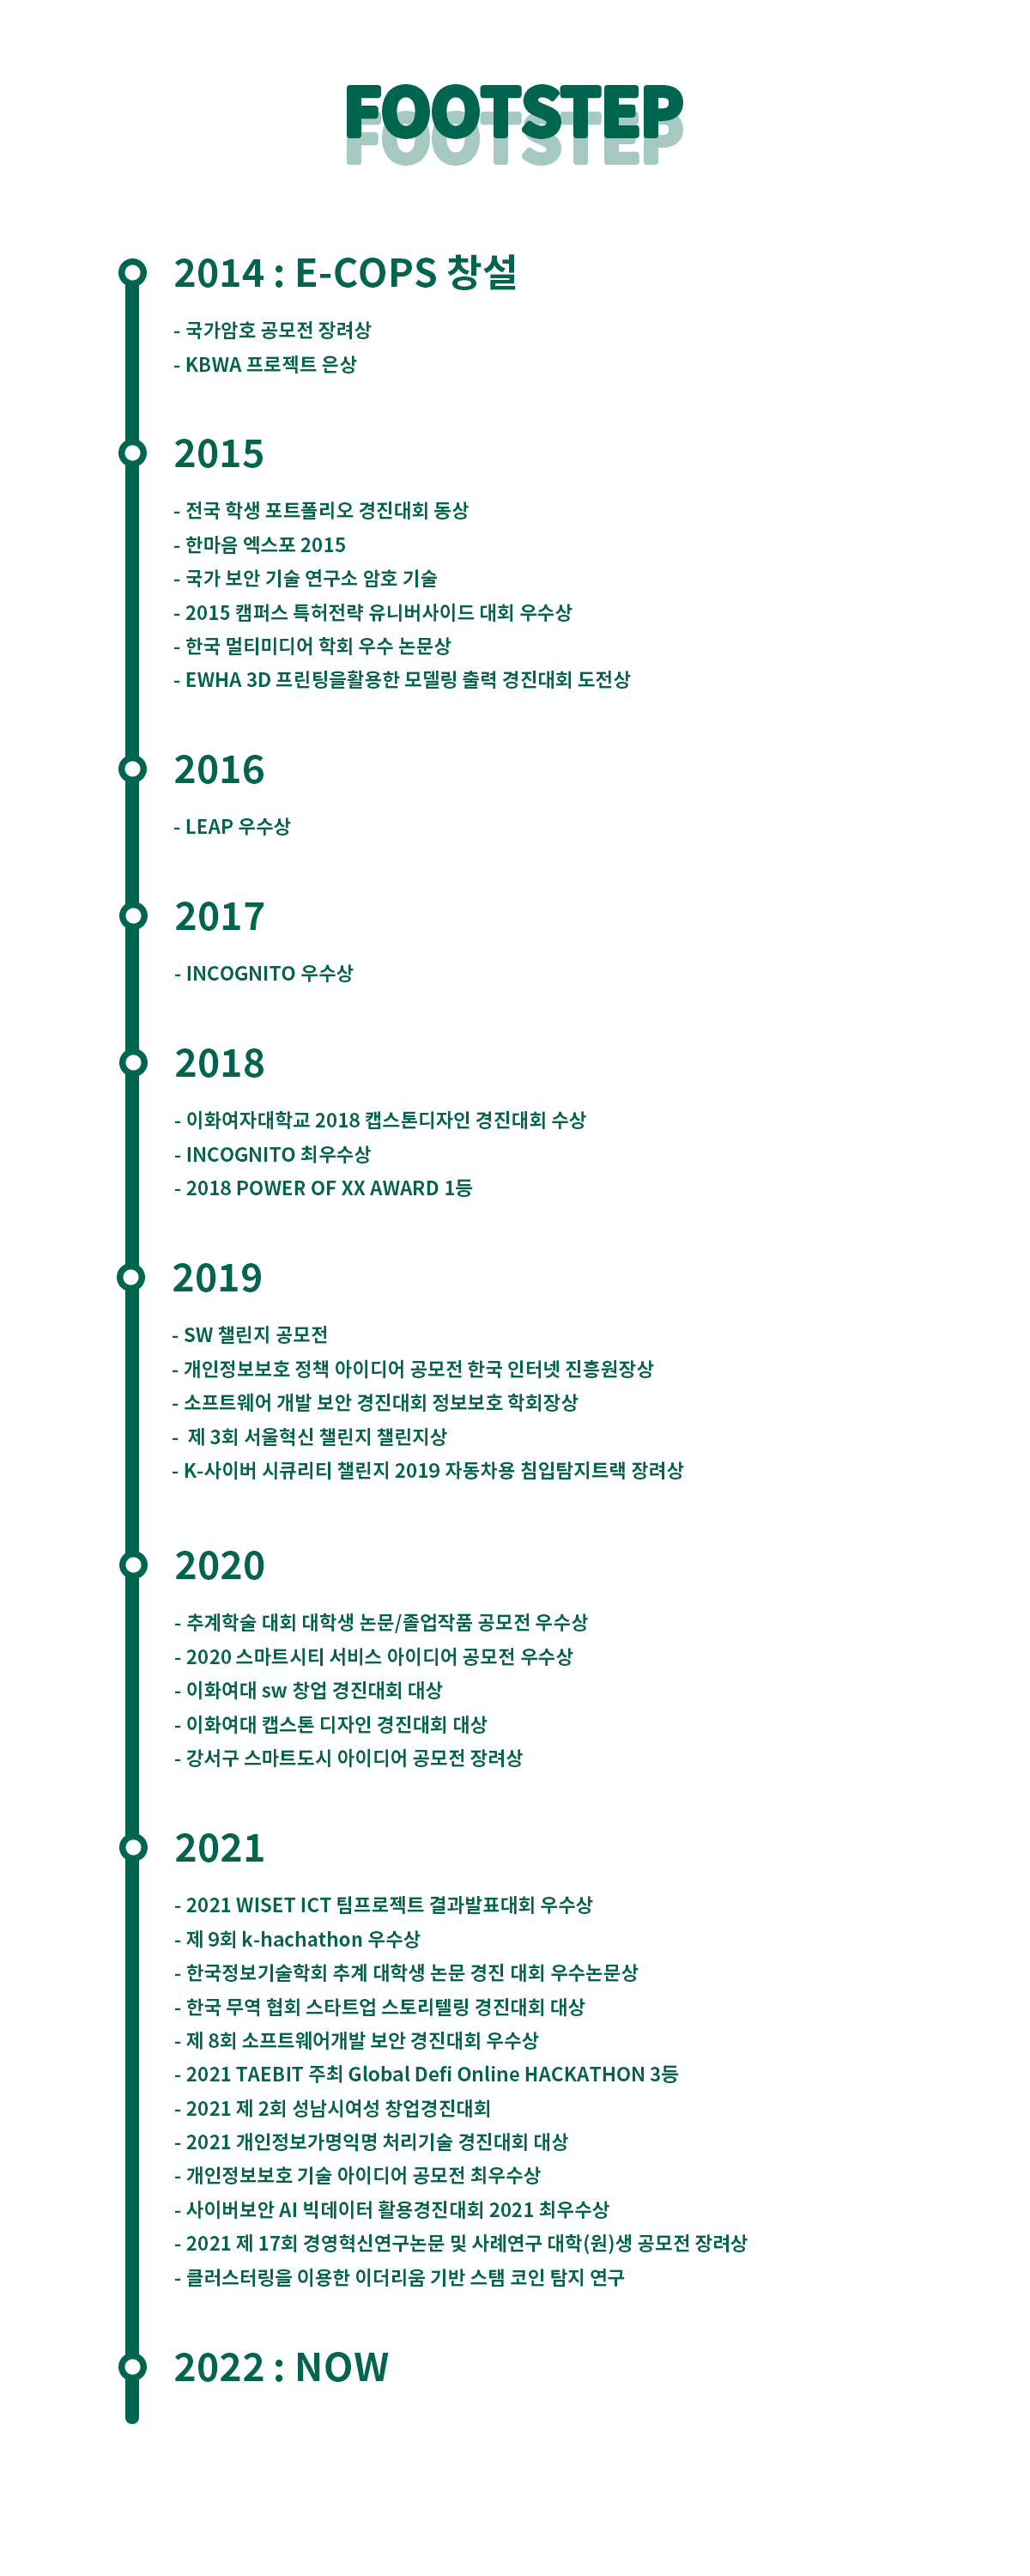 FOOTSTEP
2014 : E-COPS 창설
- 국가암호 공모전 장려상
- KBWA 프로젝트 은상
2015
- 전국 학생 포트폴리오 경진대회 동상
- 한마음 엑스포 2015
- 국가 보안 기술 연구소 암호 기술
- 2015 캠퍼스 특허전략 유니버사이드 대회 우수상
- 한국 멀티미디어 학회 우수 논문상
- EWHA 3D 프린팅을활용한 모델링 출력 경진대회 도전상
2016
- LEAP 우수상
2017
- INCOGNITO 우수상
2018
- 이화여자대학교 2018 캡스톤디자인 경진대회 수상
- INCOGNITO 최우수상
- 2018 POWER OF XX AWARD 1등
2019
- SW 챌린지 공모전
- 개인정보보호 정책 아이디어 공모전 한국 인터넷 진흥원장상
- 소프트웨어 개발 보안 경진대회 정보보호 학회장상
- 제 3회 서울혁신 챌린지 챌린지상
- K-사이버 시큐리티 챌린지 2019 자동차용 침입탐지트랙 장려상
2020
- 추계학술 대회 대학생 논문/졸업작품 공모전 우수상
- 2020 스마트시티 서비스 아이디어 공모전 우수상
- 이화여대 sw 창업 경진대회 대상
- 이화여대 캡스톤 디자인 경진대회 대상
- 강서구 스마트도시 아이디어 공모전 장려상
2021
- 2021 WISET ICT 팀프로젝트 결과발표대회 우수상
- 제 9회 k-hachathon 우수상
- 한국정보기술학회 추계 대학생 논문 경진 대회 우수논문상
- 한국 무역 협회 스타트업 스토리텔링 경진대회 대상
- 제 8회 소프트웨어개발 보안 경진대회 우수상
- 2021 TAEBIT 주최 Global Defi Online HACKATHON 3등
- 2021 제 2회 성남시여성 창업경진대회
- 2021 개인정보가명익명 처리기술 경진대회 대상
- 개인정보보호 기술 아이디어 공모전 최우수상
- 사이버보안 AI 빅데이터 활용경진대회 2021 최우수상
- 2021 제 17회 경영혁신연구논문 및 사례연구 대학(원)생 공모전 장려상
- 클러스터링을 이용한 이더리움 기반 스탬 코인 탐지 연구
2022 : NOW